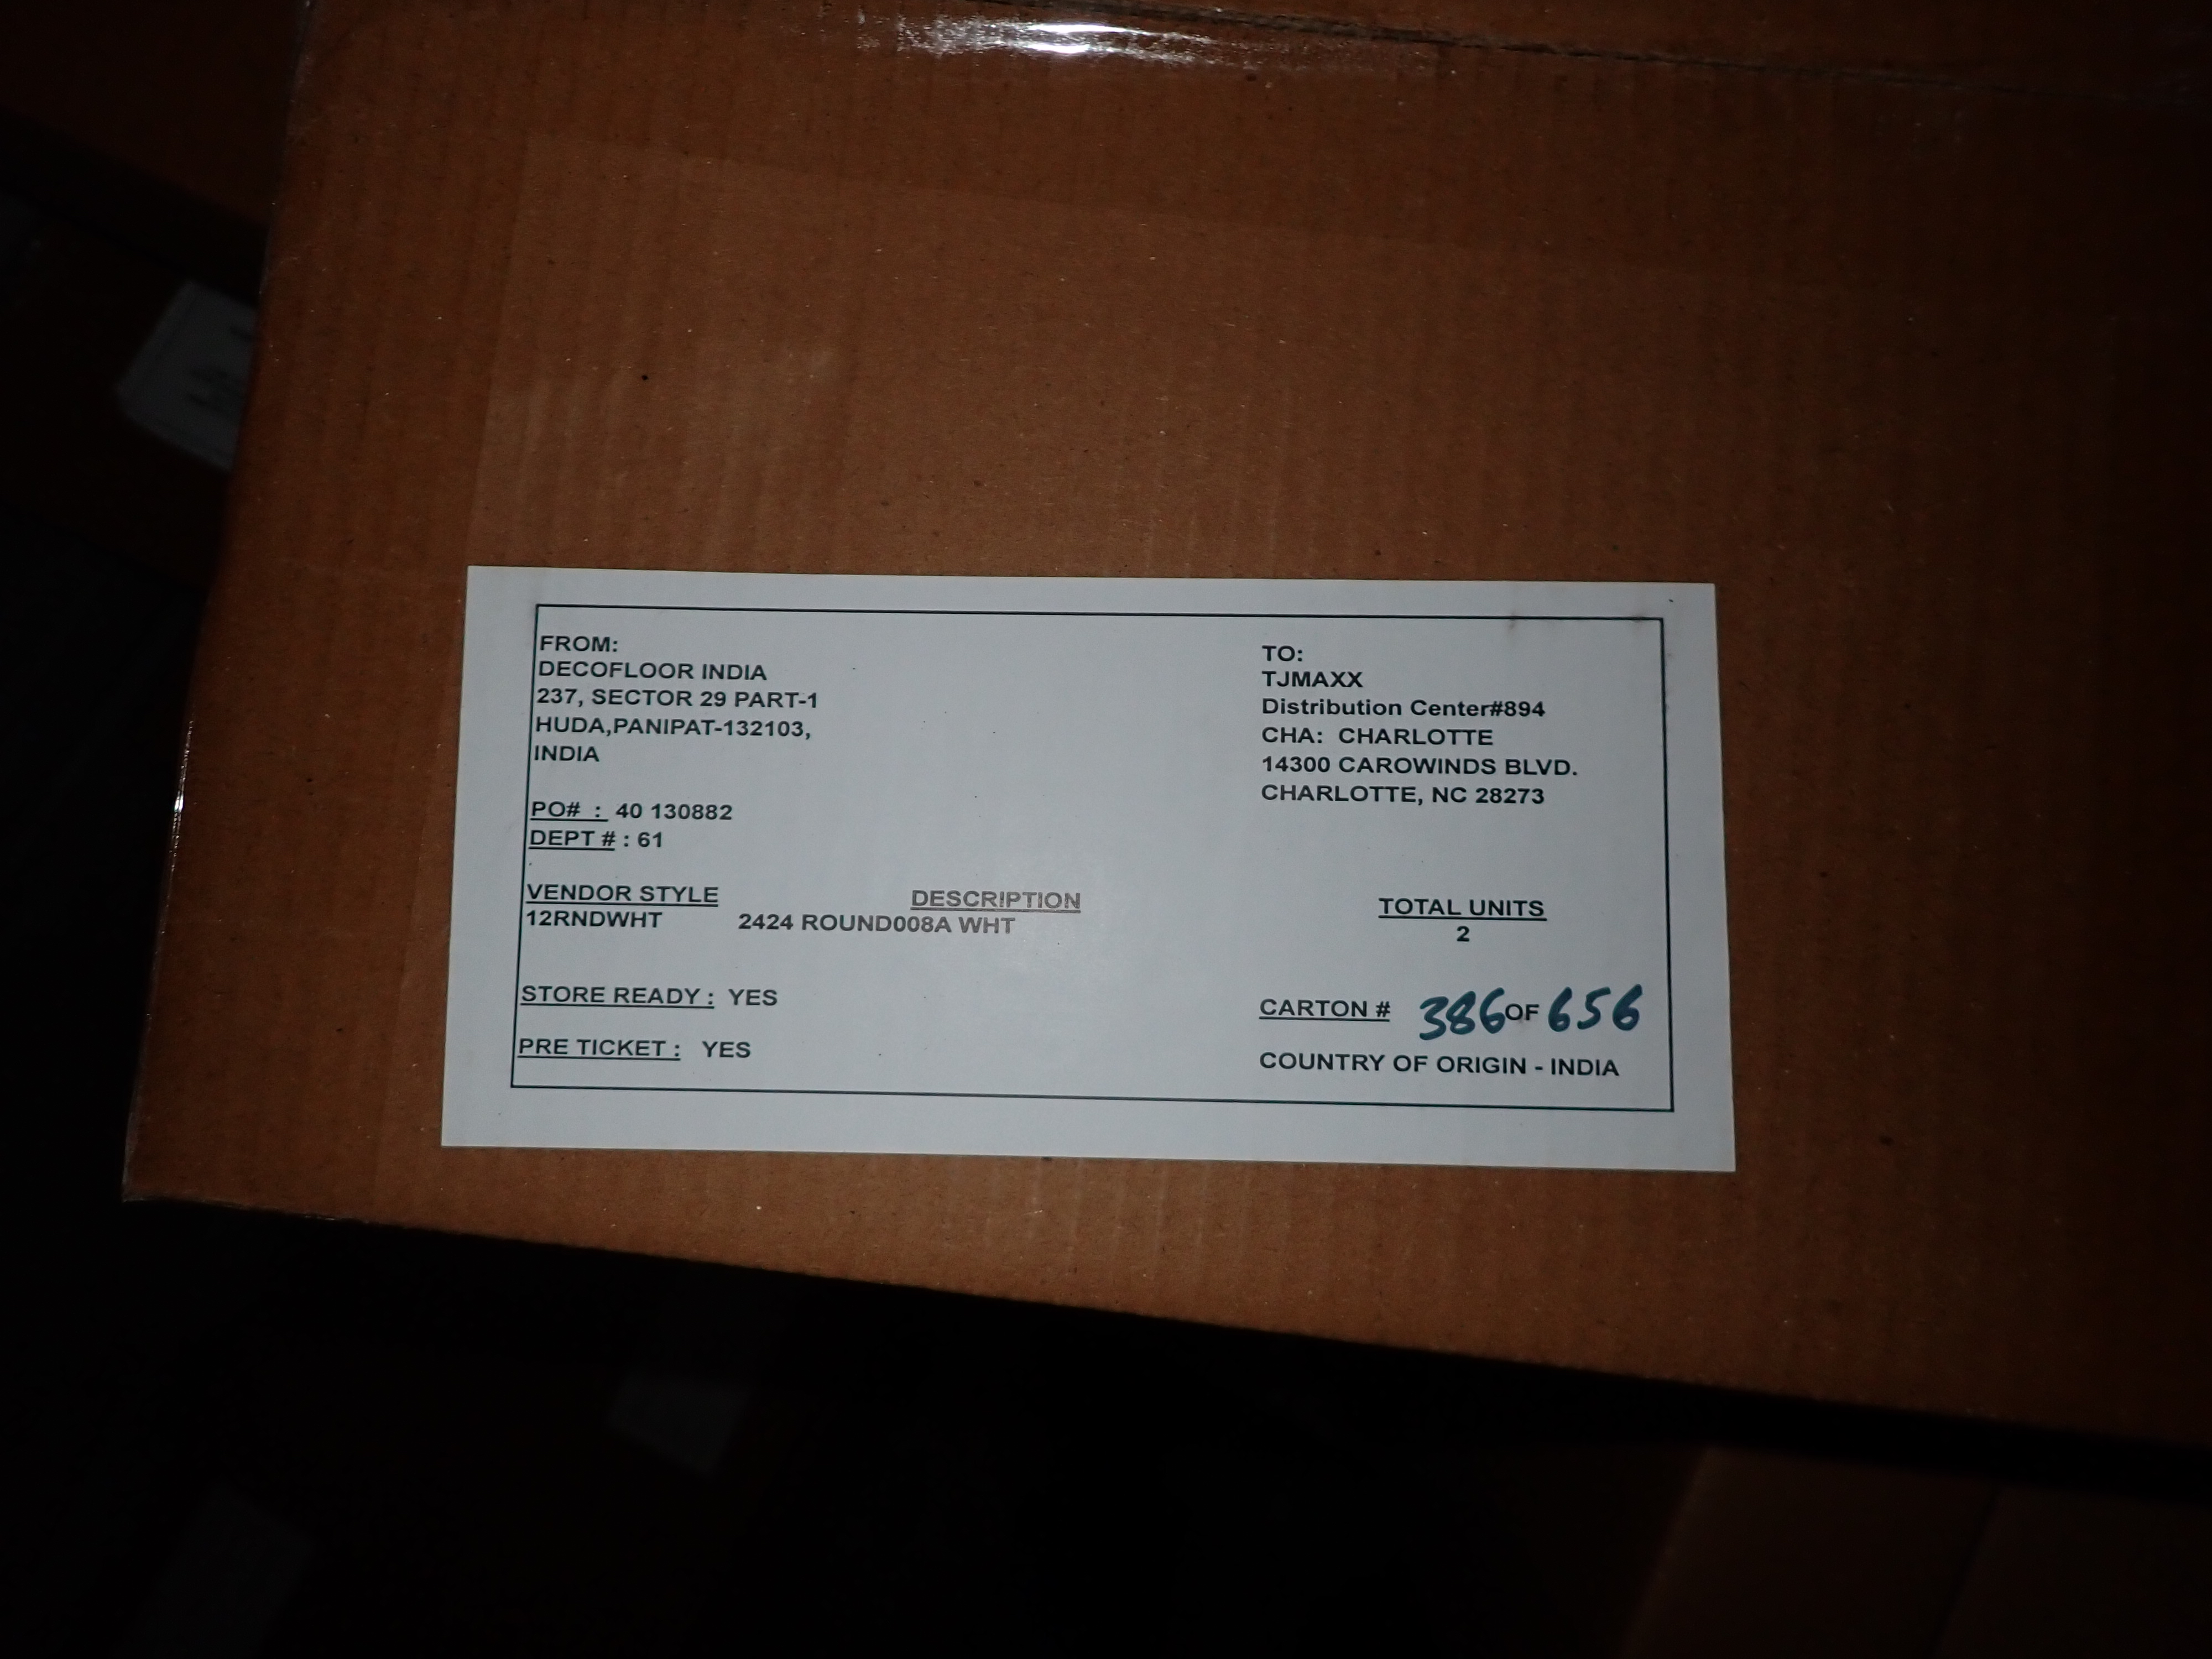 FROM:
DECOFLOOR INDIA
237, SECTOR 29 PART-1
HUDA,PANIPAT-132103,
INDIA
TO:
TJMAXX
Distribution Center#894
CHA: CHARLOTTE
14300 CAROWINDS BLVD.
CHARLOTTE, NC 28273
PO# : 40 130882
DEPT # : 61
VENDOR STYLE DESCRIPTION TOTAL UNITS
12RNDWHT 2424 ROUND008A WHT 2
STORE READY : YES
CARTON # 386 OF 656
PRE TICKET : YES
COUNTRY OF ORIGIN - INDIA